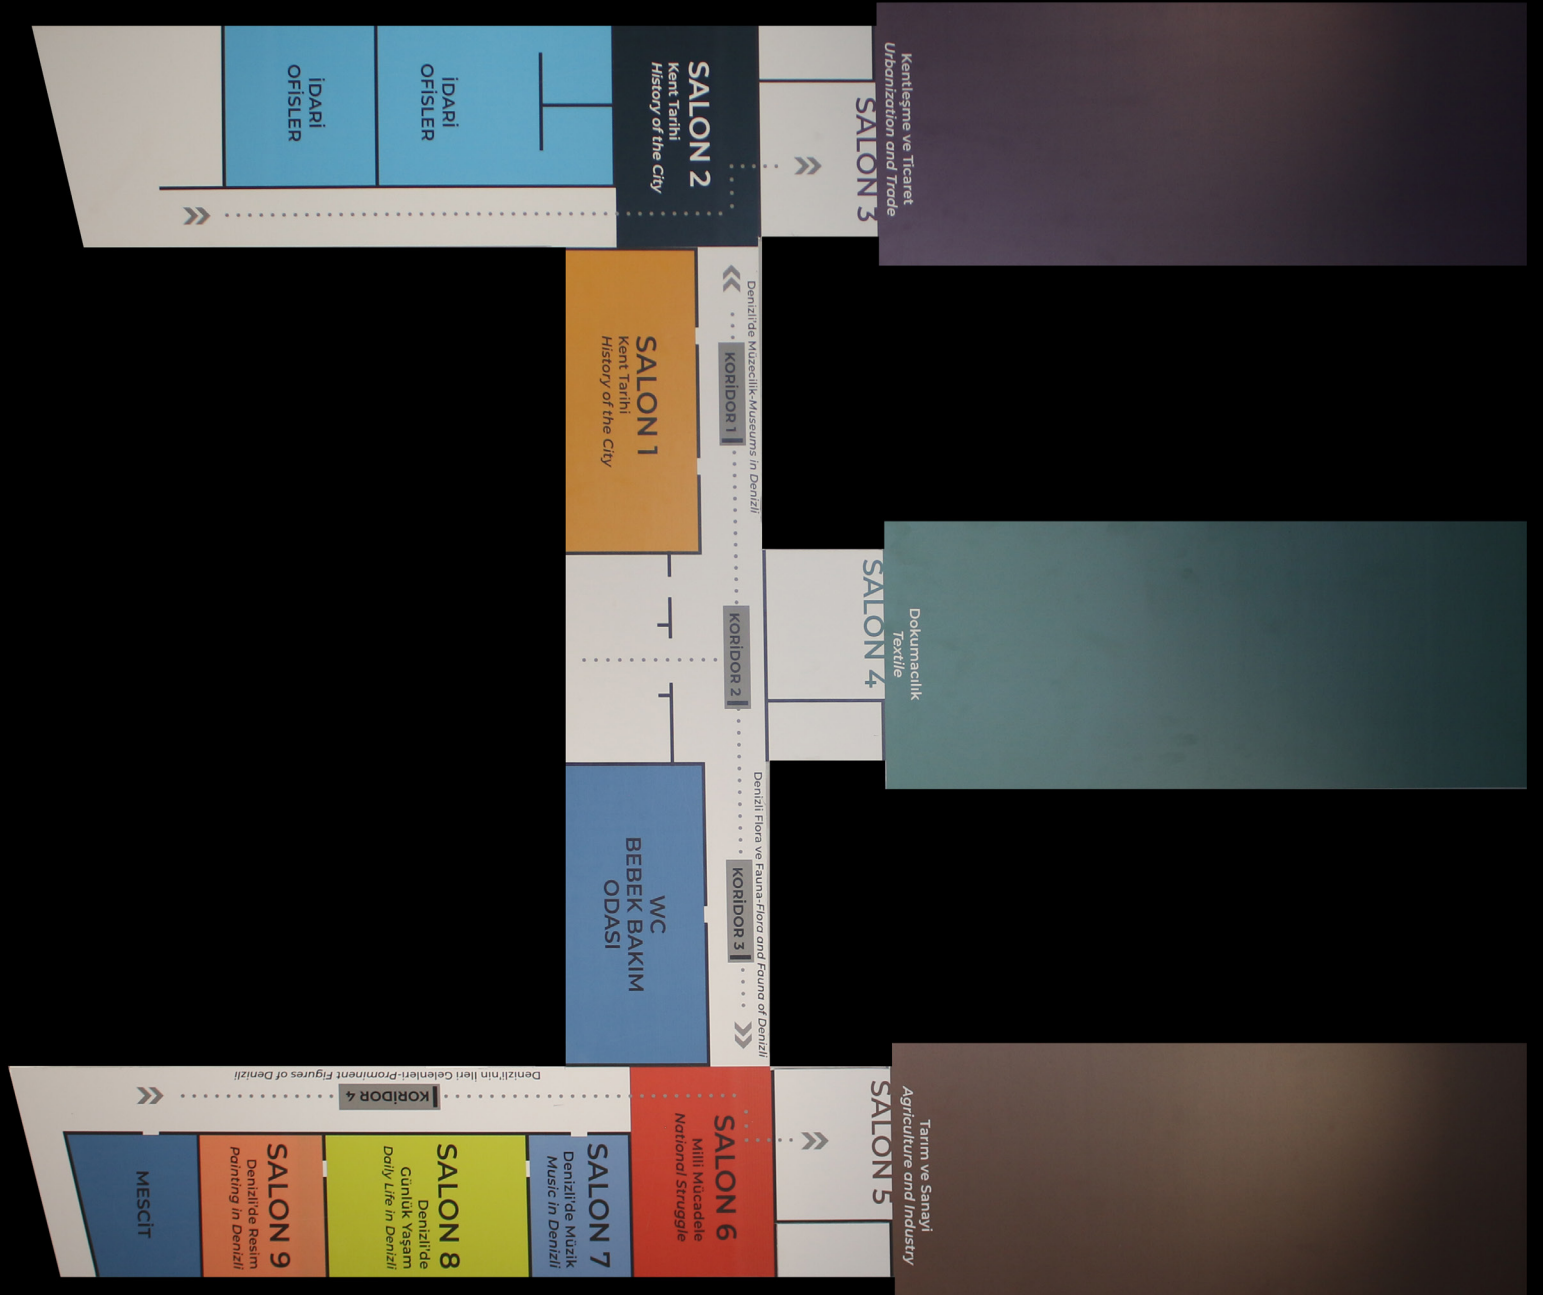 İDARİ
OFİSLER
İDARİ
OFİSLER
SALON 2
Kent Tarihi
History of the City
SALON 3
Kentleşme ve Ticaret
Urbanization and Trade
SALON 1
Kent Tarihi
History of the City
KORİDOR 1
Denizli'de Müzecilik-Museums in Denizli
KORİDOR 2
SALON 4
Dokumacılık
Textile
WC
BEBEK BAKIM
ODASI
KORİDOR 3
Denizli Flora ve Fauna-Flora and Fauna of Denizli
SALON 5
Tarım ve Sanayi
Agriculture and Industry
SALON 6
Milli Mücadele
National Struggle
SALON 7
Denizli'de Müzik
Music in Denizli
SALON 8
Denizli'de
Günlük Yaşam
Daily Life in Denizli
SALON 9
Denizli'de Resim
Painting in Denizli
MESCİT
KORİDOR 4
Denizli'nin İleri Gelenleri-Prominent Figures of Denizli